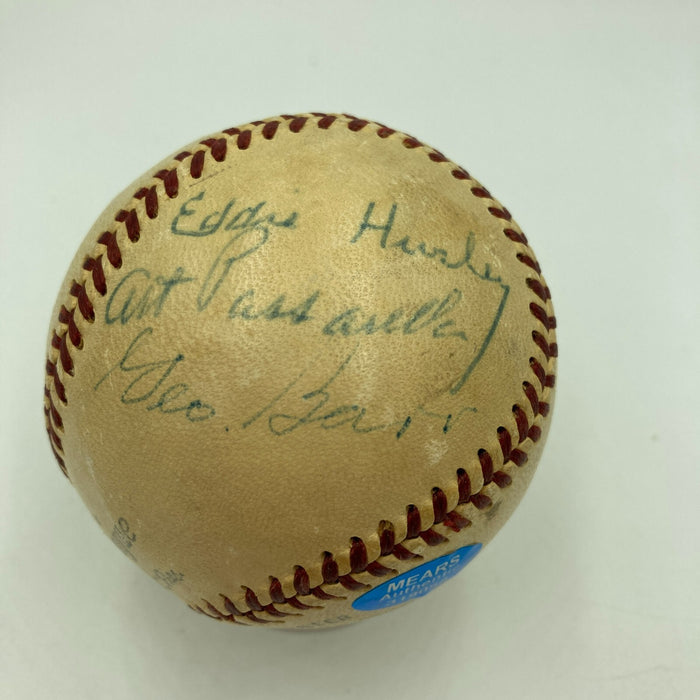 Eddie Hurley
Art Passarella
Geo. Barr
MEARS